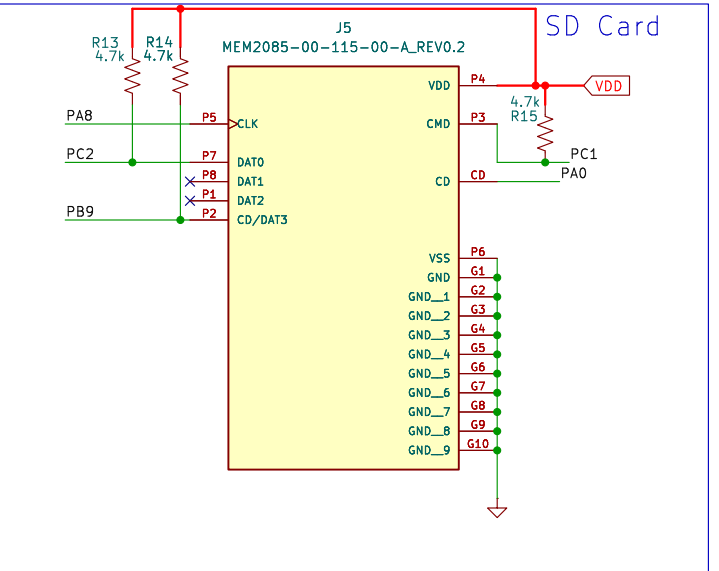 SD Card
J5
MEM2085-00-115-00-A_REV0.2
R13
4.7k
R14
4.7k
VDD
P4
VDD
4.7k
R15
PA8
P5
CLK
CMD
P3
PC2
P7
DAT0
PC1
P8
DAT1
CD
CD
PA0
P1
DAT2
PB9
P2
CD/DAT3
VSS
P6
GND
G1
GND__1
G2
GND__2
G3
GND__3
G4
GND__4
G5
GND__5
G6
GND__6
G7
GND__7
G8
GND__8
G9
GND__9
G10